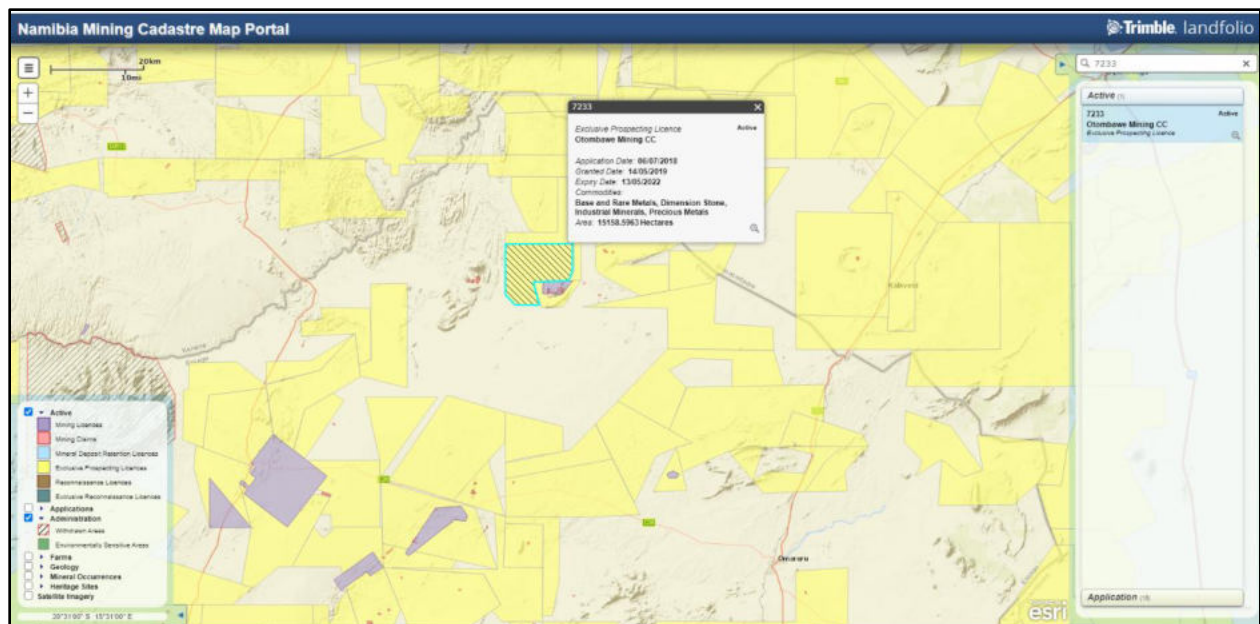 Namibia Mining Cadastre Map Portal
Trimble. landfolio
20km
10mi
7233
Exclusive Prospecting Licence
Active
Otombawe Mining CC
Application Date: 06/07/2018
Granted Date: 14/05/2019
Expiry Date: 13/05/2022
Commodities:
Base and Rare Metals, Dimension Stone,
Industrial Minerals, Precious Metals
Area: 15158.5963 Hectares
7233
Active (1)
7233
Active
Otombawe Mining CC
Exclusive Prospecting Licence
Application (18)
Kalkveld
Omaruru
Active
Mining Licences
Mining Claims
Mineral Deposit Retention Licences
Exclusive Prospecting Licences
Reconnaissance Licences
Exclusive Reconnaissance Licences
Applications
Administration
Withdrawn Areas
Environmentally Sensitive Areas
Farms
Geology
Mineral Occurrences
Heritage Sites
Satellite Imagery
esri